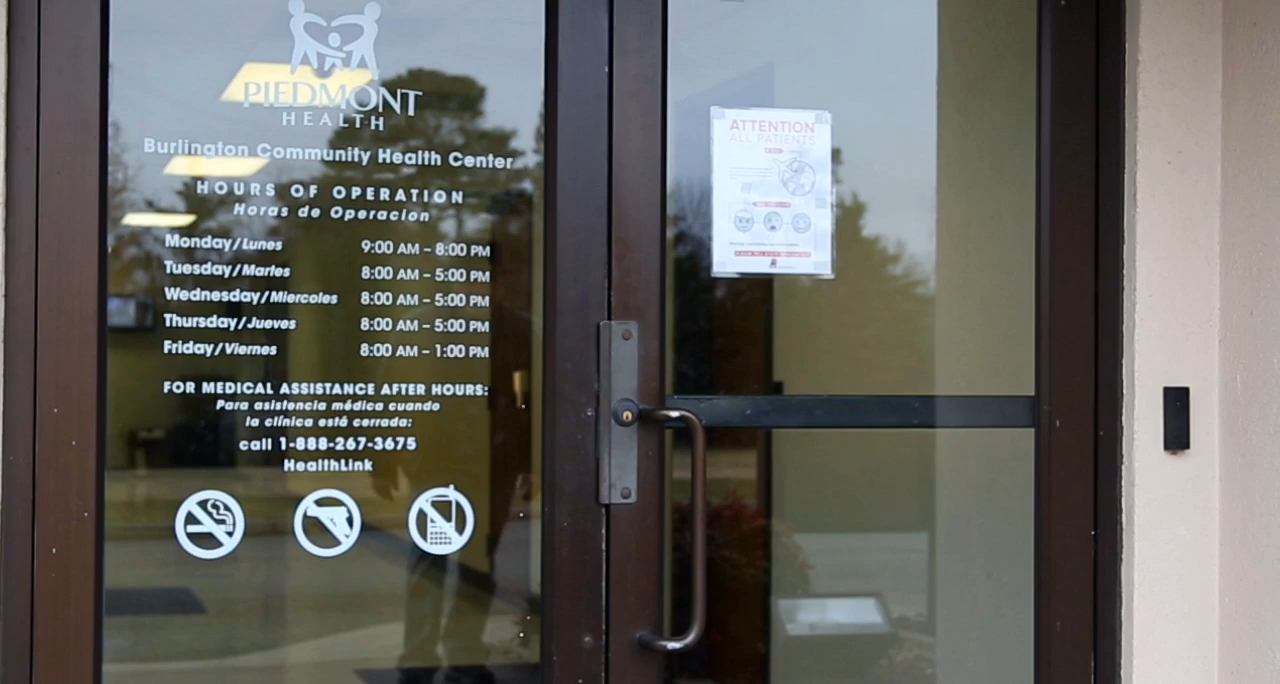 PIEDMONT
HEALTH
Burlington Community Health Center
HOURS OF OPERATION
Horas de Operacion
Monday/Lunes 9:00 AM – 8:00 PM
Tuesday/Martes 8:00 AM – 5:00 PM
Wednesday/Miercoles 8:00 AM – 5:00 PM
Thursday/Jueves 8:00 AM – 5:00 PM
Friday/Viernes 8:00 AM – 1:00 PM
FOR MEDICAL ASSISTANCE AFTER HOURS:
Para asistencia médica cuando
la clínica está cerrada:
call 1-888-267-3675
HealthLink
ATTENTION
ALL PATIENTS